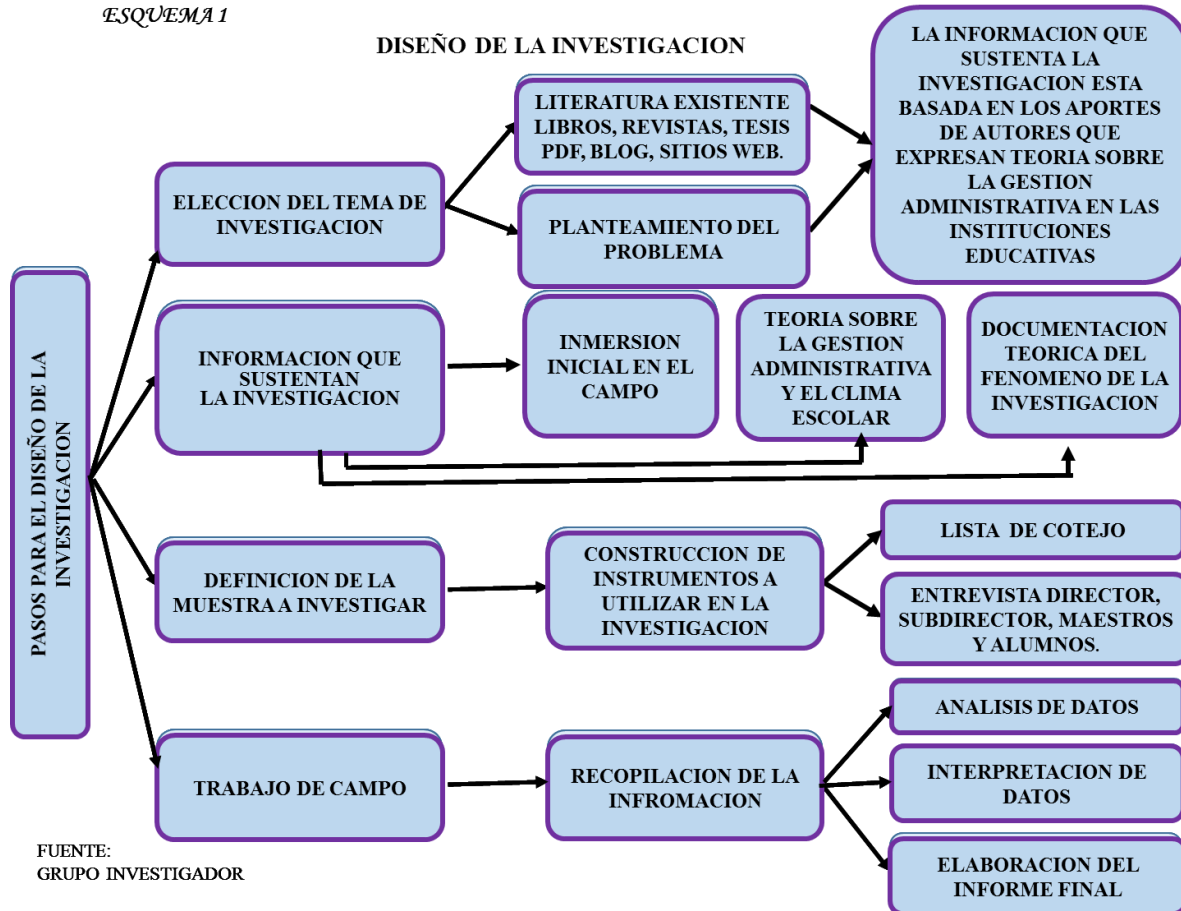 ESQUEMA 1
DISEÑO DE LA INVESTIGACION
PASOS PARA EL DISEÑO DE LA
INVESTIGACION
ELECCION DEL TEMA DE
INVESTIGACION
LITERATURA EXISTENTE
LIBROS, REVISTAS, TESIS
PDF, BLOG, SITIOS WEB.
PLANTEAMIENTO DEL
PROBLEMA
LA INFORMACION QUE
SUSTENTA LA
INVESTIGACION ESTA
BASADA EN LOS APORTES
DE AUTORES QUE
EXPRESAN TEORIA SOBRE
LA GESTION
ADMINISTRATIVA EN LAS
INSTITUCIONES
EDUCATIVAS
INFORMACION QUE
SUSTENTAN
LA INVESTIGACION
INMERSION
INICIAL EN EL
CAMPO
TEORIA SOBRE
LA GESTION
ADMINISTRATIVA
Y EL CLIMA
ESCOLAR
DOCUMENTACION
TEORICA DEL
FENOMENO DE LA
INVESTIGACION
DEFINICION DE LA
MUESTRA A INVESTIGAR
CONSTRUCCION DE
INSTRUMENTOS A
UTILIZAR EN LA
INVESTIGACION
LISTA DE COTEJO
ENTREVISTA DIRECTOR,
SUBDIRECTOR, MAESTROS
Y ALUMNOS.
TRABAJO DE CAMPO
RECOPILACION DE LA
INFROMACION
ANALISIS DE DATOS
INTERPRETACION DE
DATOS
ELABORACION DEL
INFORME FINAL
FUENTE:
GRUPO INVESTIGADOR